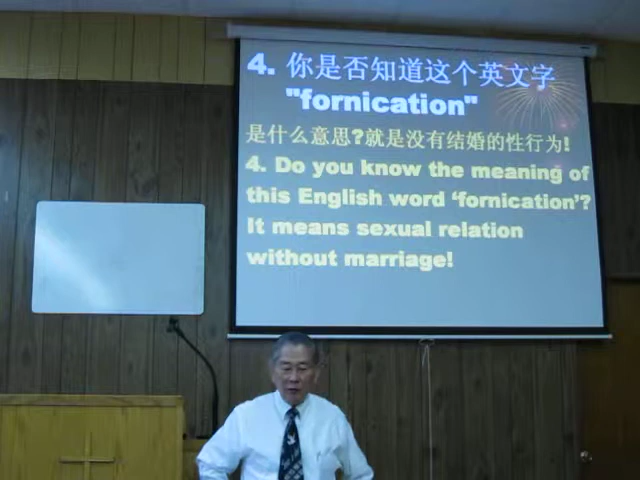 4. 你是否知道这个英文字
"fornication"
是什么意思?就是没有结婚的性行为!
4. Do you know the meaning of
this English word ‘fornication’?
It means sexual relation
without marriage!